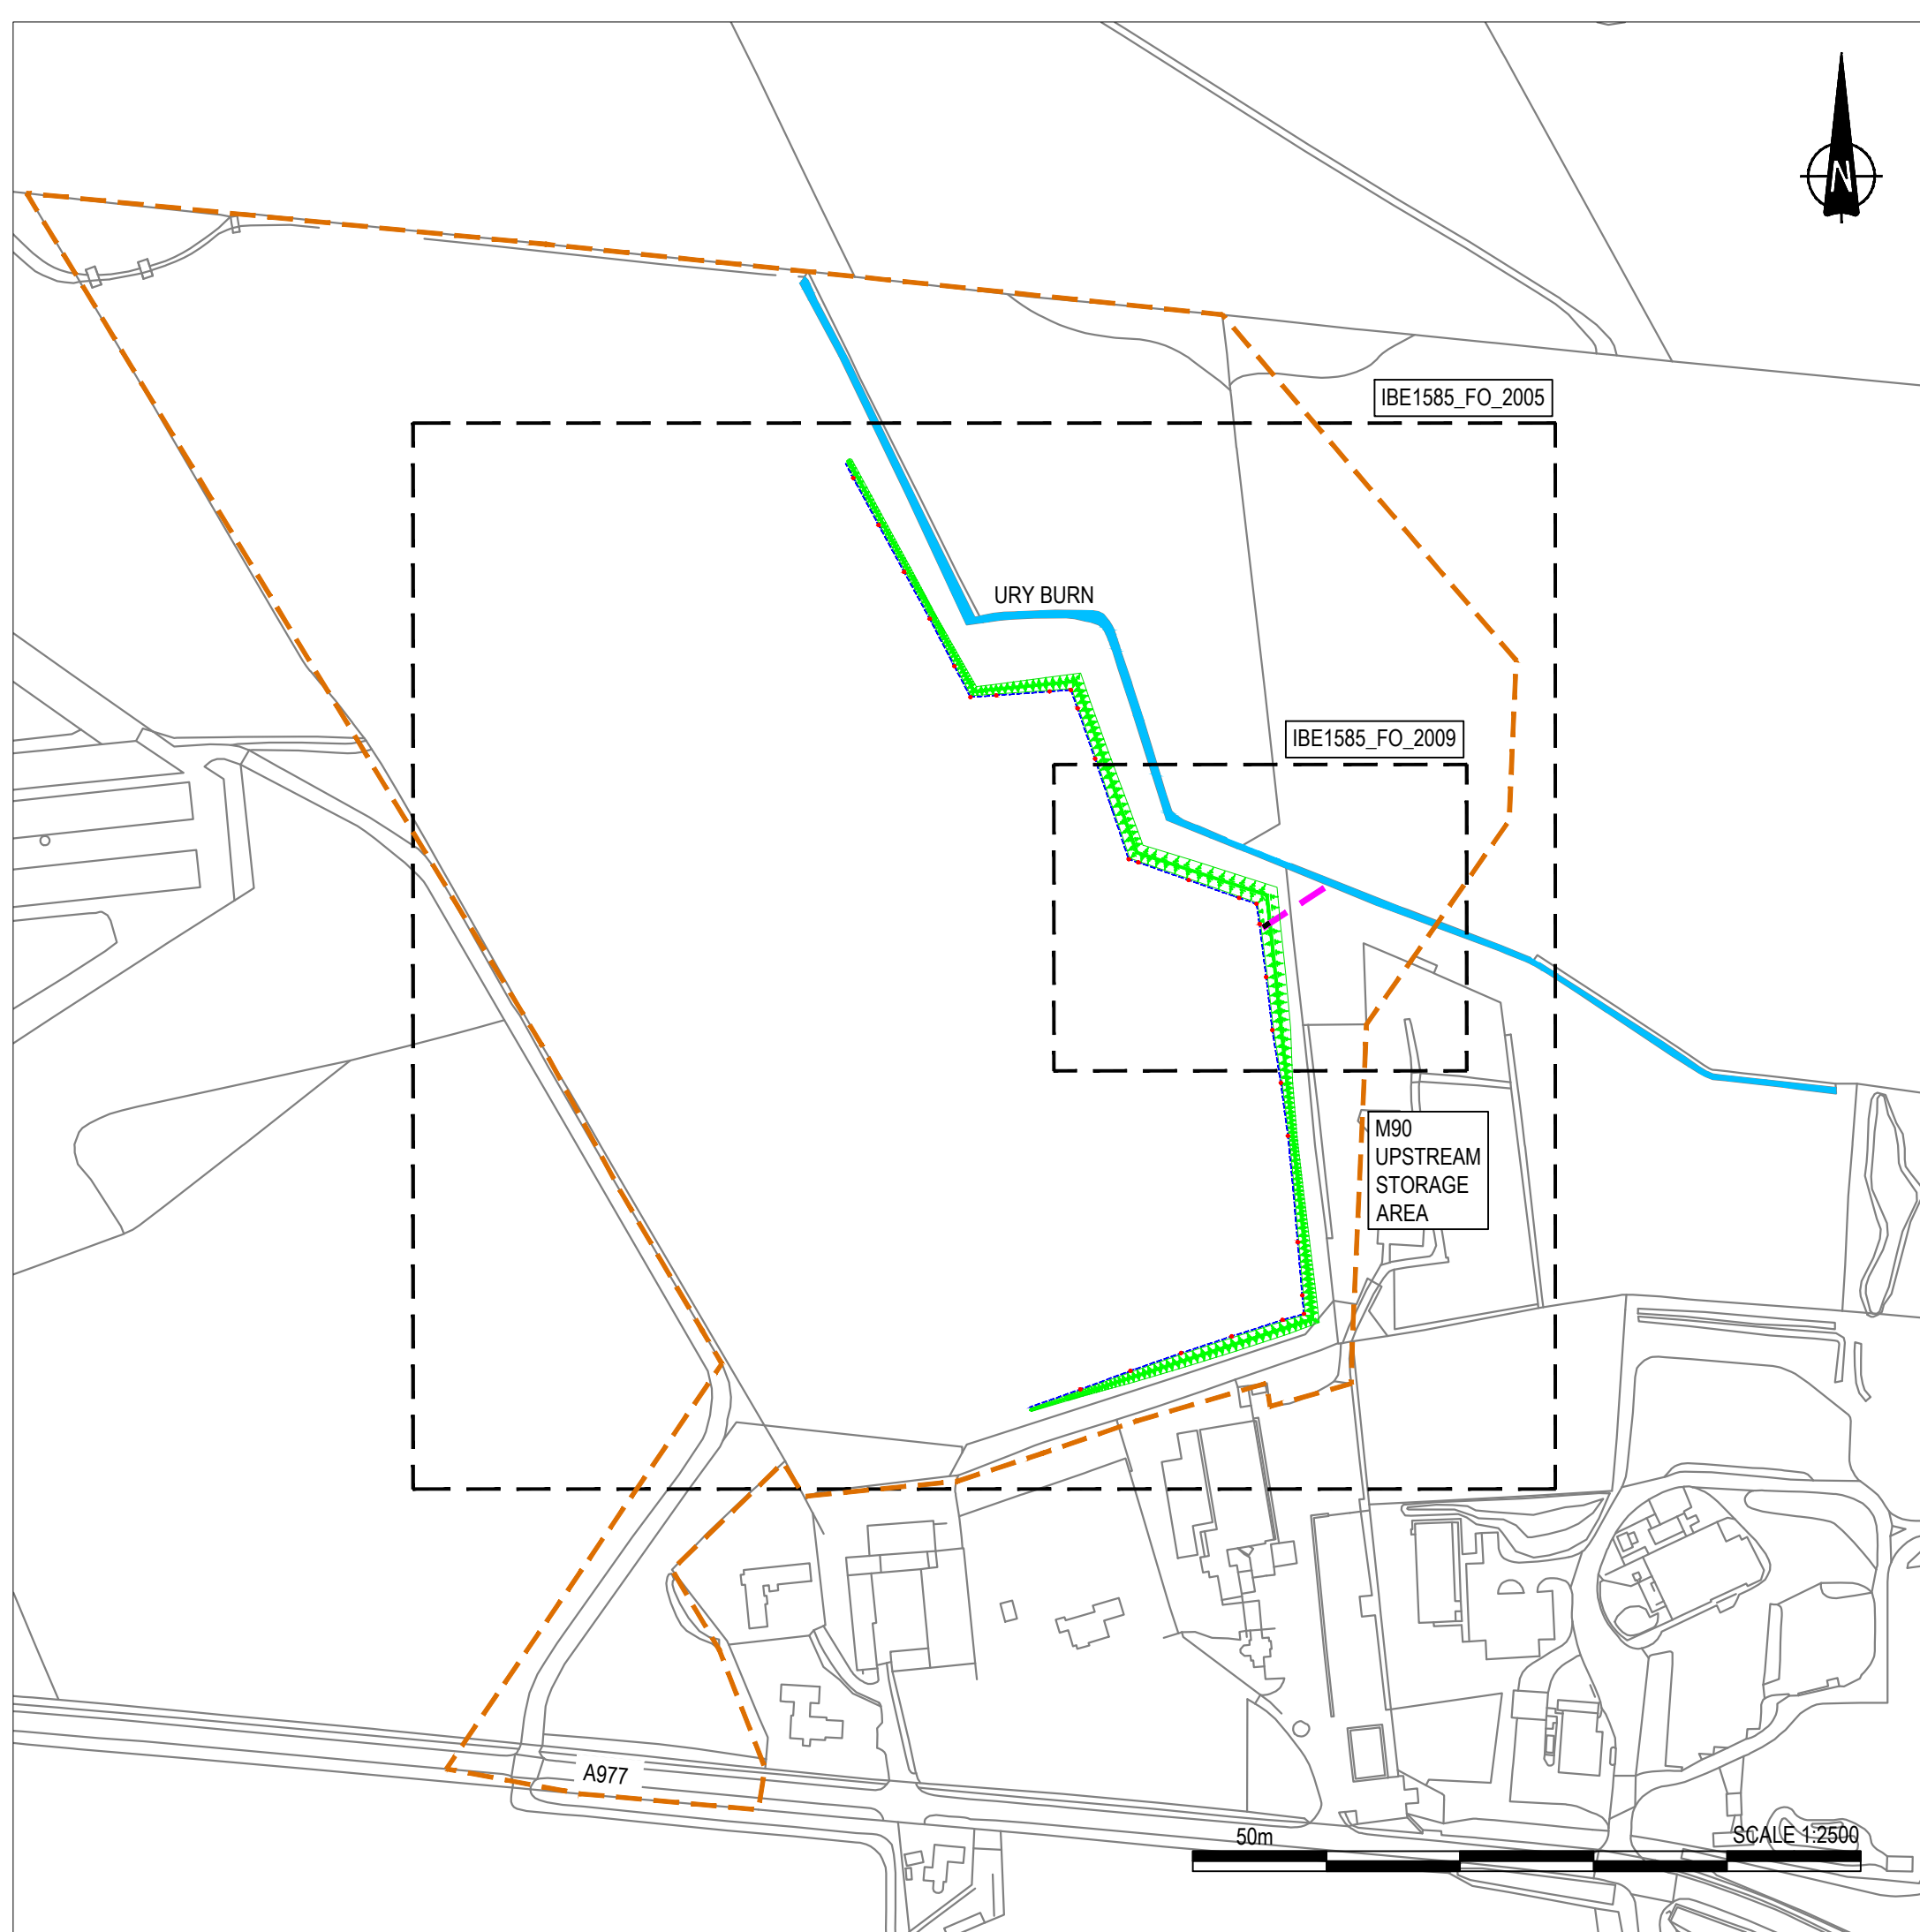 N
IBE1585_FO_2005
URY BURN
IBE1585_FO_2009
M90
UPSTREAM
STORAGE
AREA
A977
50m
SCALE 1:2500